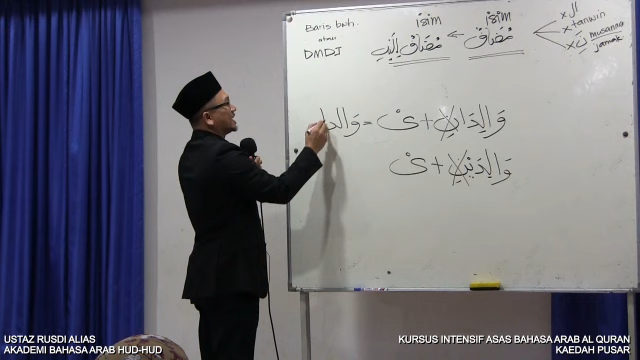 Baris bwh.
atau
DMDJ
isim isim
مُضَافٌ إِلَيْهِ ← مُضَافٌ
x ال
x tanwin
x نِ musanna
jamak
وَالِدَانِ + يْ = وَالدا
وَالِدَيْنِ + يْ
USTAZ RUSDI ALIAS
AKADEMI BAHASA ARAB HUD-HUD
KURSUS INTENSIF ASAS BAHASA ARAB AL QURAN
KAEDAH PUSAR